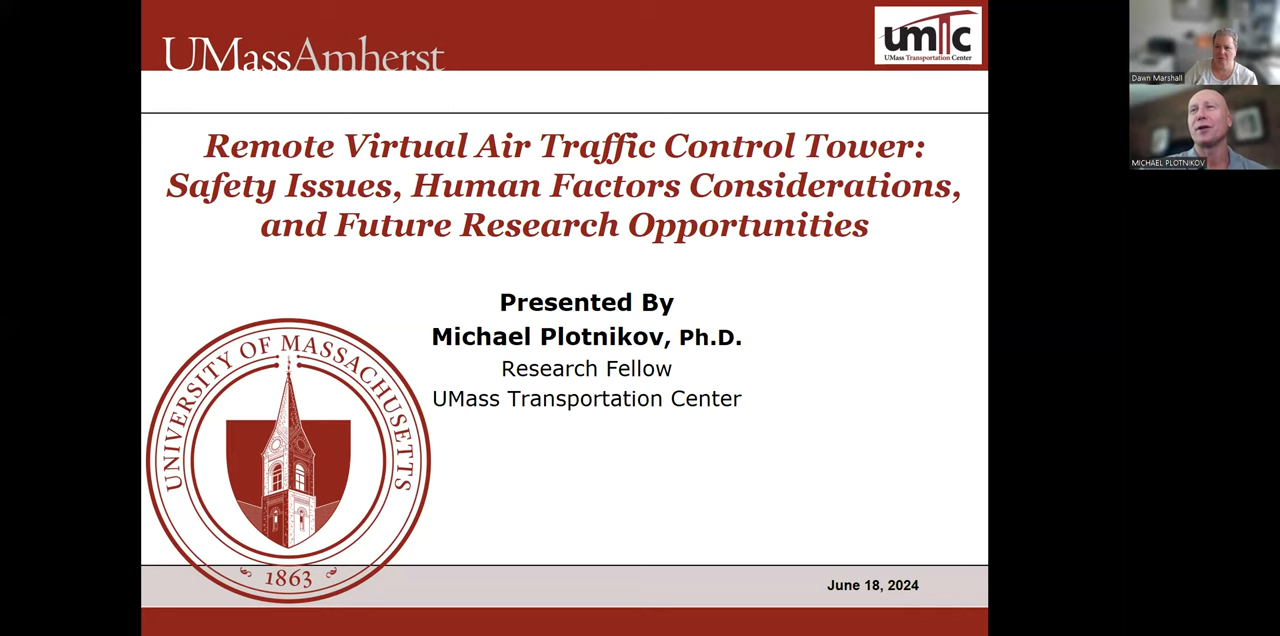 UMassAmherst
umtc
UMass Transportation Center
Dawn Marshall
MICHAEL PLOTNIKOV
Remote Virtual Air Traffic Control Tower:
Safety Issues, Human Factors Considerations,
and Future Research Opportunities
Presented By
Michael Plotnikov, Ph.D.
Research Fellow
UMass Transportation Center
UNIVERSITY OF MASSACHUSETTS
1863
June 18, 2024